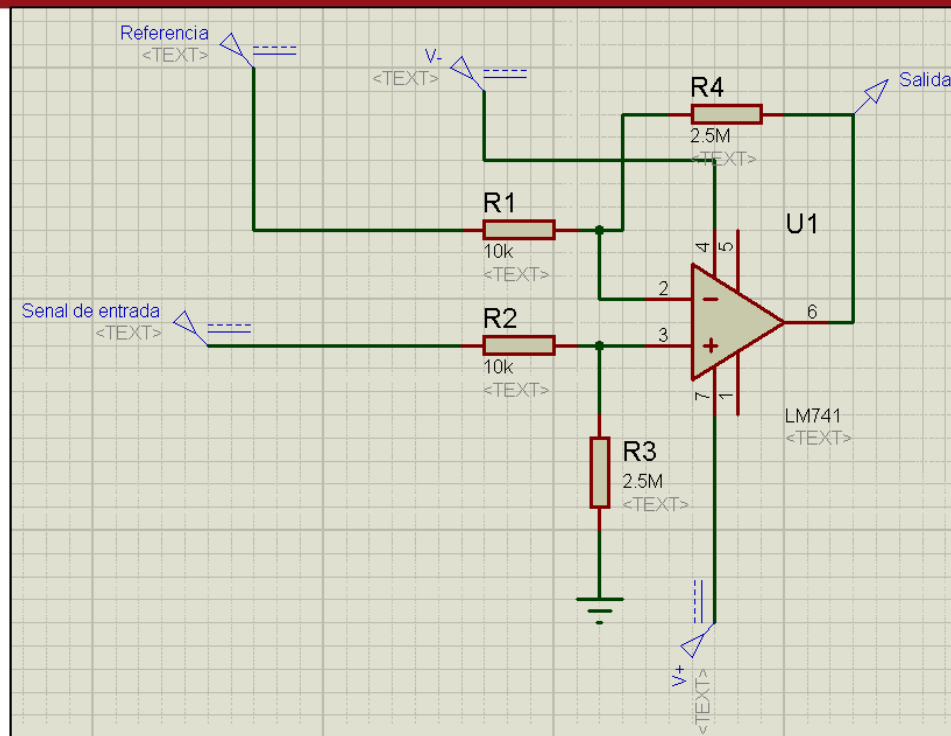 Referencia
<TEXT>
V-
<TEXT>
Salida
R4
2.5M
<TEXT>
R1
10k
<TEXT>
U1
4
5
2
6
Senal de entrada
<TEXT>
R2
10k
<TEXT>
3
7
1
LM741
<TEXT>
R3
2.5M
<TEXT>
V+
<TEXT>